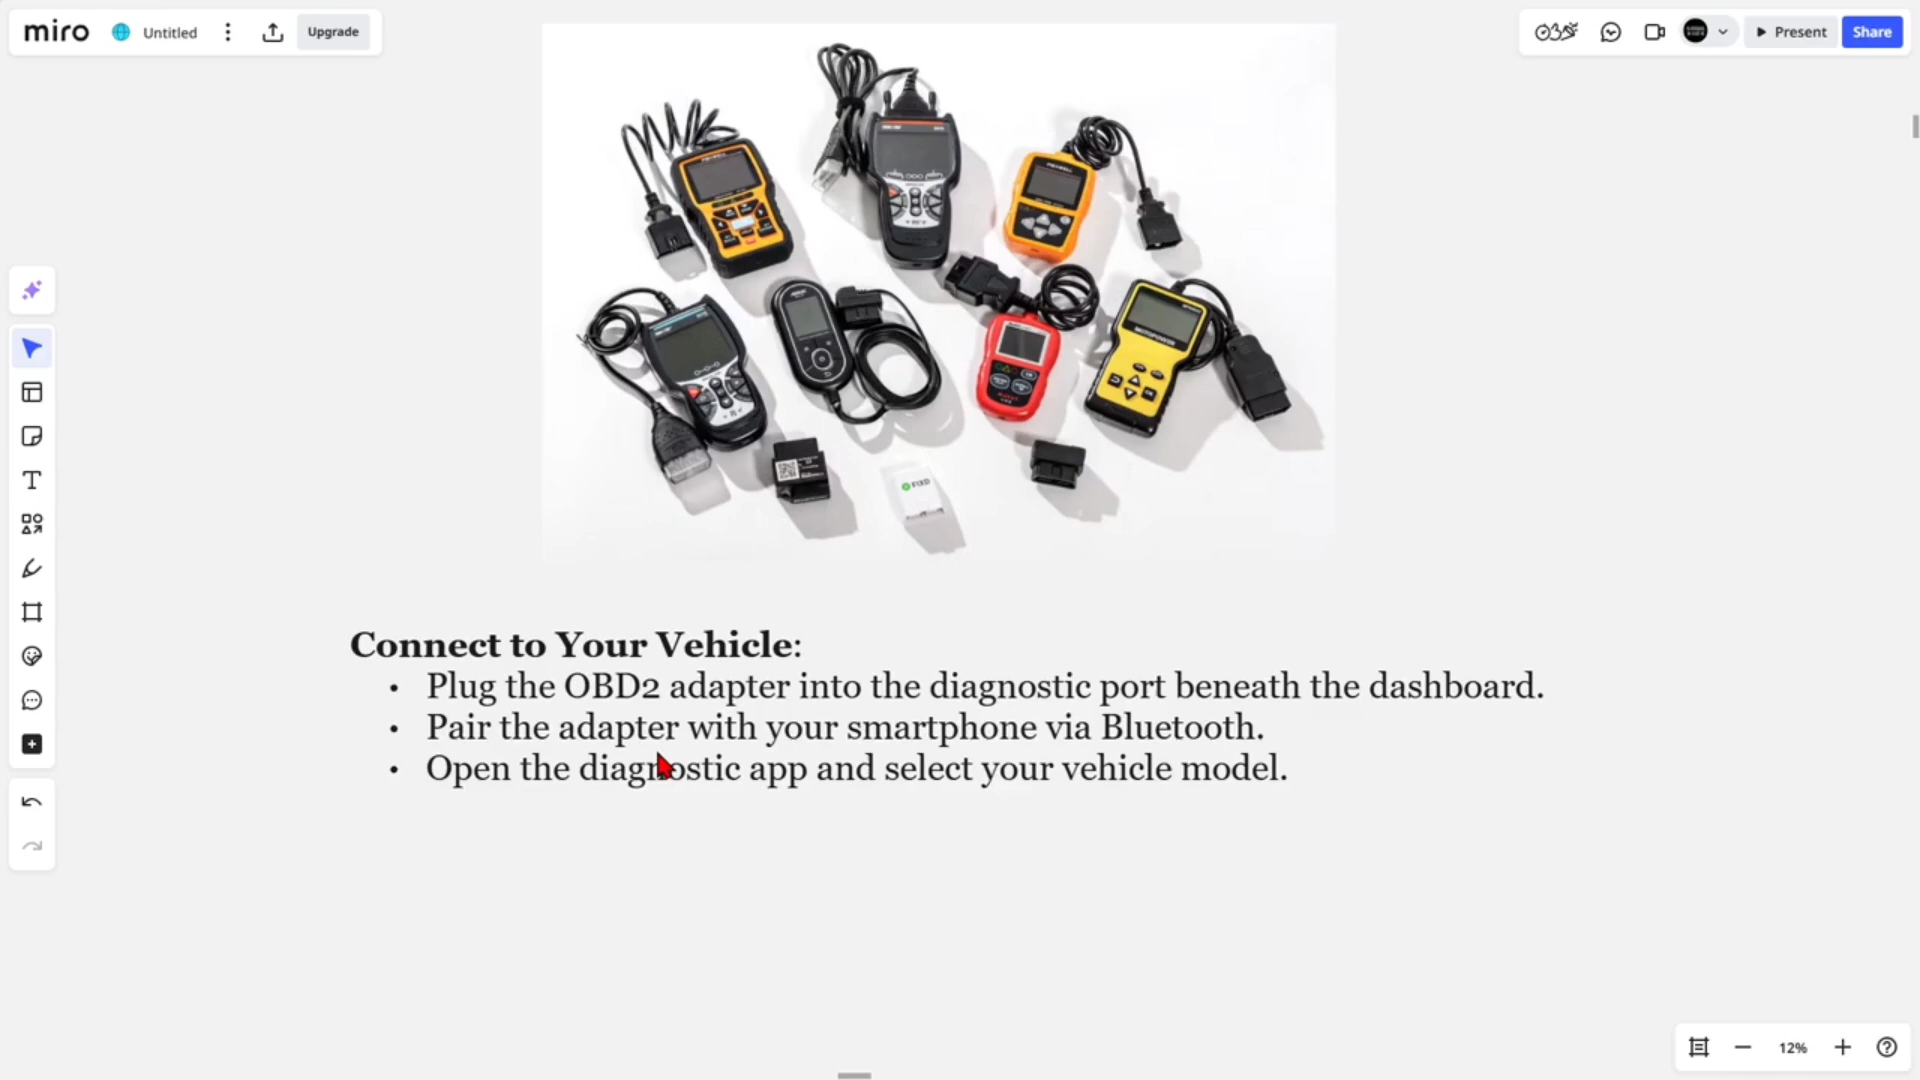 miro
Untitled
Upgrade
Present
Share
FIXD
Connect to Your Vehicle:
• Plug the OBD2 adapter into the diagnostic port beneath the dashboard.
• Pair the adapter with your smartphone via Bluetooth.
• Open the diagnostic app and select your vehicle model.
12%